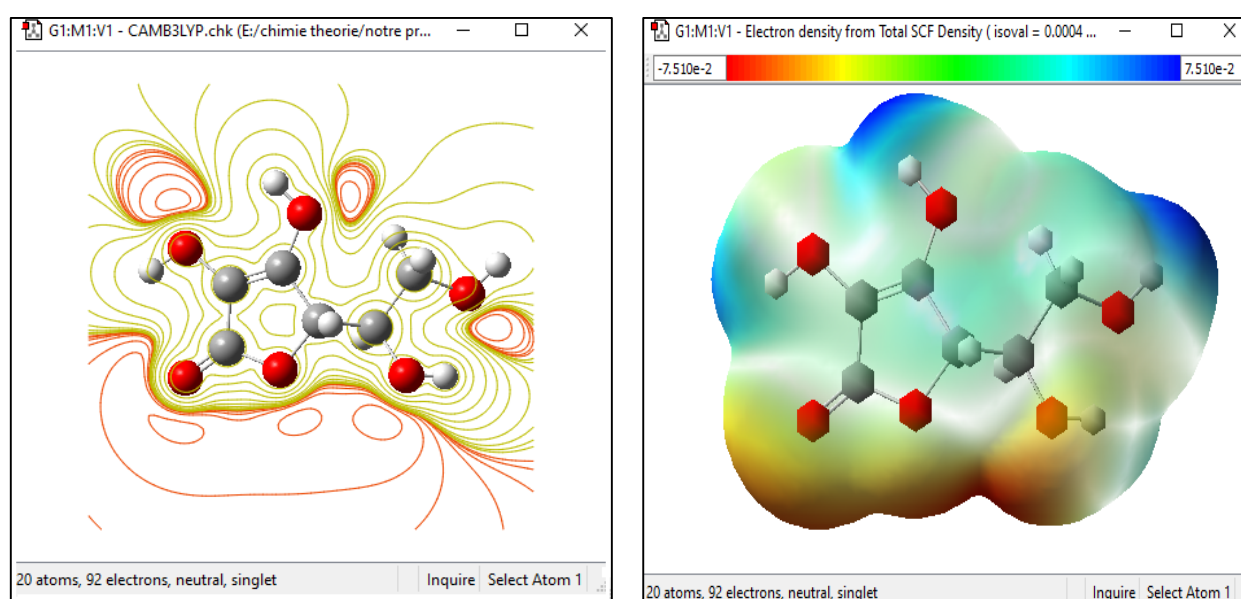 G1:M1:V1 - CAMB3LYP.chk (E:/chimie theorie/notre pr...
20 atoms, 92 electrons, neutral, singlet
Inquire
Select Atom 1
G1:M1:V1 - Electron density from Total SCF Density ( isoval = 0.0004 ...
-7.510e-2
7.510e-2
20 atoms, 92 electrons, neutral, singlet
Inquire
Select Atom 1